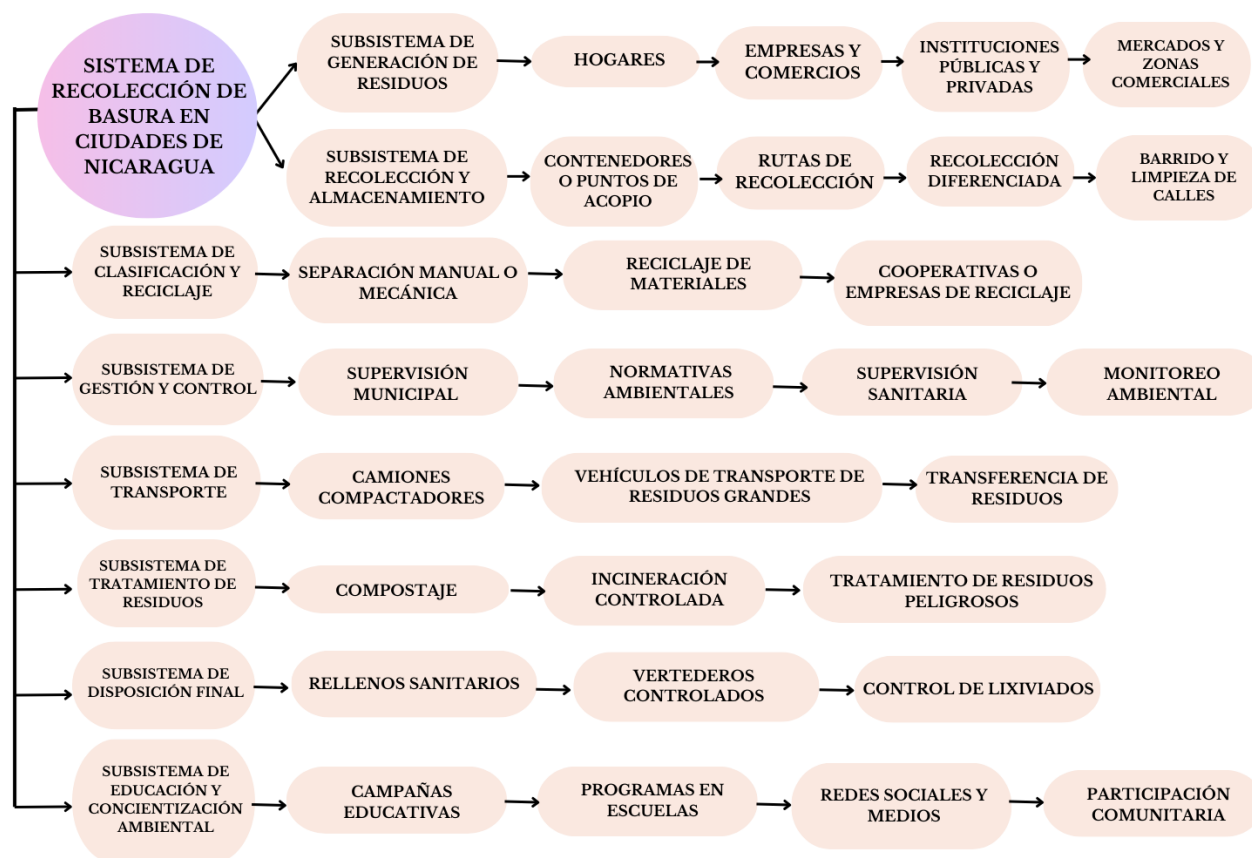 SISTEMA DE
RECOLECCIÓN DE
BASURA EN
CIUDADES DE
NICARAGUA
SUBSISTEMA DE
GENERACIÓN DE
RESIDUOS
HOGARES
EMPRESAS Y
COMERCIOS
INSTITUCIONES
PÚBLICAS Y
PRIVADAS
MERCADOS Y
ZONAS
COMERCIALES
SUBSISTEMA DE
RECOLECCIÓN Y
ALMACENAMIENTO
CONTENEDORES
O PUNTOS DE
ACOPIO
RUTAS DE
RECOLECCIÓN
RECOLECCIÓN
DIFERENCIADA
BARRIDO Y
LIMPIEZA DE
CALLES
SUBSISTEMA DE
CLASIFICACIÓN Y
RECICLAJE
SEPARACIÓN MANUAL O
MECÁNICA
RECICLAJE DE
MATERIALES
COOPERATIVAS O
EMPRESAS DE RECICLAJE
SUBSISTEMA DE
GESTIÓN Y CONTROL
SUPERVISIÓN
MUNICIPAL
NORMATIVAS
AMBIENTALES
SUPERVISIÓN
SANITARIA
MONITOREO
AMBIENTAL
SUBSISTEMA DE
TRANSPORTE
CAMIONES
COMPACTADORES
VEHÍCULOS DE TRANSPORTE DE
RESIDUOS GRANDES
TRANSFERENCIA DE
RESIDUOS
SUBSISTEMA DE
TRATAMIENTO DE
RESIDUOS
COMPOSTAJE
INCINERACIÓN
CONTROLADA
TRATAMIENTO DE RESIDUOS
PELIGROSOS
SUBSISTEMA DE
DISPOSICIÓN FINAL
RELLENOS SANITARIOS
VERTEDEROS
CONTROLADOS
CONTROL DE LIXIVIADOS
SUBSISTEMA DE
EDUCACIÓN Y
CONCIENTIZACIÓN
AMBIENTAL
CAMPAÑAS
EDUCATIVAS
PROGRAMAS EN
ESCUELAS
REDES SOCIALES Y
MEDIOS
PARTICIPACIÓN
COMUNITARIA